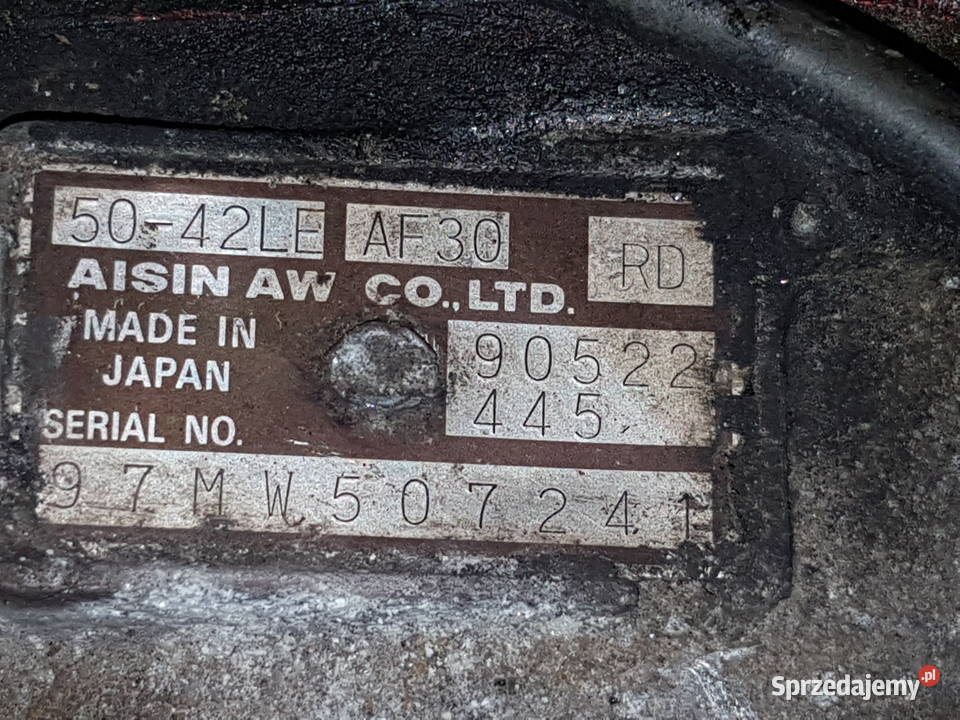 50-42LE AF30 RD
AISIN AW CO.,LTD.
MADE IN
JAPAN
90522
445
SERIAL NO.
97MW50724↑
Sprzedajemy.pl